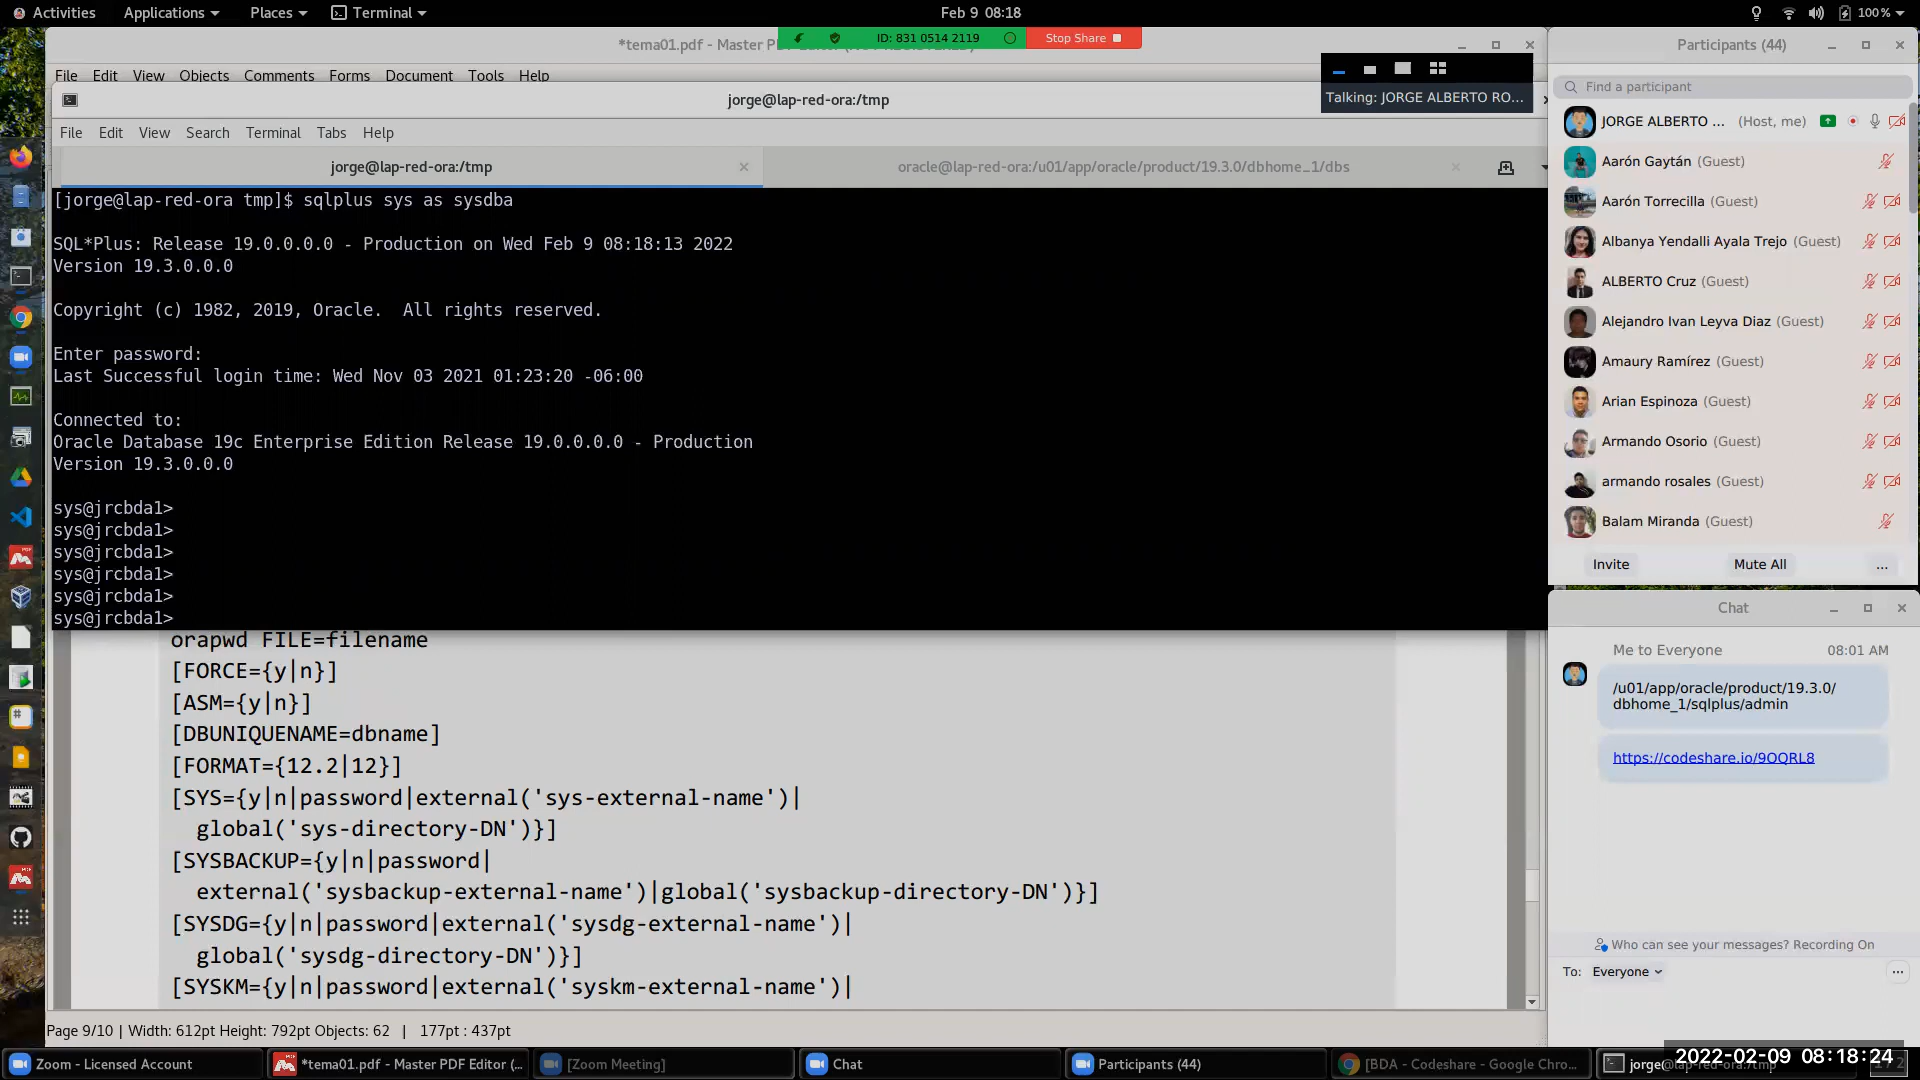 Activities Applications Places Terminal Feb 9 08:18 100%
*tema01.pdf - Master P
ID: 831 0514 2119 Stop Share
File Edit View Objects Comments Forms Document Tools Help
Talking: JORGE ALBERTO RO...
jorge@lap-red-ora:/tmp
File Edit View Search Terminal Tabs Help
jorge@lap-red-ora:/tmp
oracle@lap-red-ora:/u01/app/oracle/product/19.3.0/dbhome_1/dbs
[jorge@lap-red-ora tmp]$ sqlplus sys as sysdba
SQL*Plus: Release 19.0.0.0.0 - Production on Wed Feb 9 08:18:13 2022
Version 19.3.0.0.0
Copyright (c) 1982, 2019, Oracle.  All rights reserved.
Enter password:
Last Successful login time: Wed Nov 03 2021 01:23:20 -06:00
Connected to:
Oracle Database 19c Enterprise Edition Release 19.0.0.0.0 - Production
Version 19.3.0.0.0
sys@jrcbda1>
sys@jrcbda1>
sys@jrcbda1>
sys@jrcbda1>
sys@jrcbda1>
sys@jrcbda1>
orapwd FILE=filename
[FORCE={y|n}]
[ASM={y|n}]
[DBUNIQUENAME=dbname]
[FORMAT={12.2|12}]
[SYS={y|n|password|external('sys-external-name')|
global('sys-directory-DN')}]
[SYSBACKUP={y|n|password|
external('sysbackup-external-name')|global('sysbackup-directory-DN')}]
[SYSDG={y|n|password|external('sysdg-external-name')|
global('sysdg-directory-DN')}]
[SYSKM={y|n|password|external('syskm-external-name')|
Page 9/10 | Width: 612pt Height: 792pt Objects: 62 | 177pt : 437pt
Participants (44)
Find a participant
JORGE ALBERTO ... (Host, me)
Aarón Gaytán (Guest)
Aarón Torrecilla (Guest)
Albanya Yendalli Ayala Trejo (Guest)
ALBERTO Cruz (Guest)
Alejandro Ivan Leyva Diaz (Guest)
Amaury Ramírez (Guest)
Arian Espinoza (Guest)
Armando Osorio (Guest)
armando rosales (Guest)
Balam Miranda (Guest)
Invite Mute All ...
Chat
Me to Everyone 08:01 AM
/u01/app/oracle/product/19.3.0/
dbhome_1/sqlplus/admin
https://codeshare.io/9OQRL8
Who can see your messages? Recording On
To: Everyone
Zoom - Licensed Account
*tema01.pdf - Master PDF Editor (...
[Zoom Meeting]
Chat
Participants (44)
[BDA - Codeshare - Google Chro...
2022-02-09 08:18:24